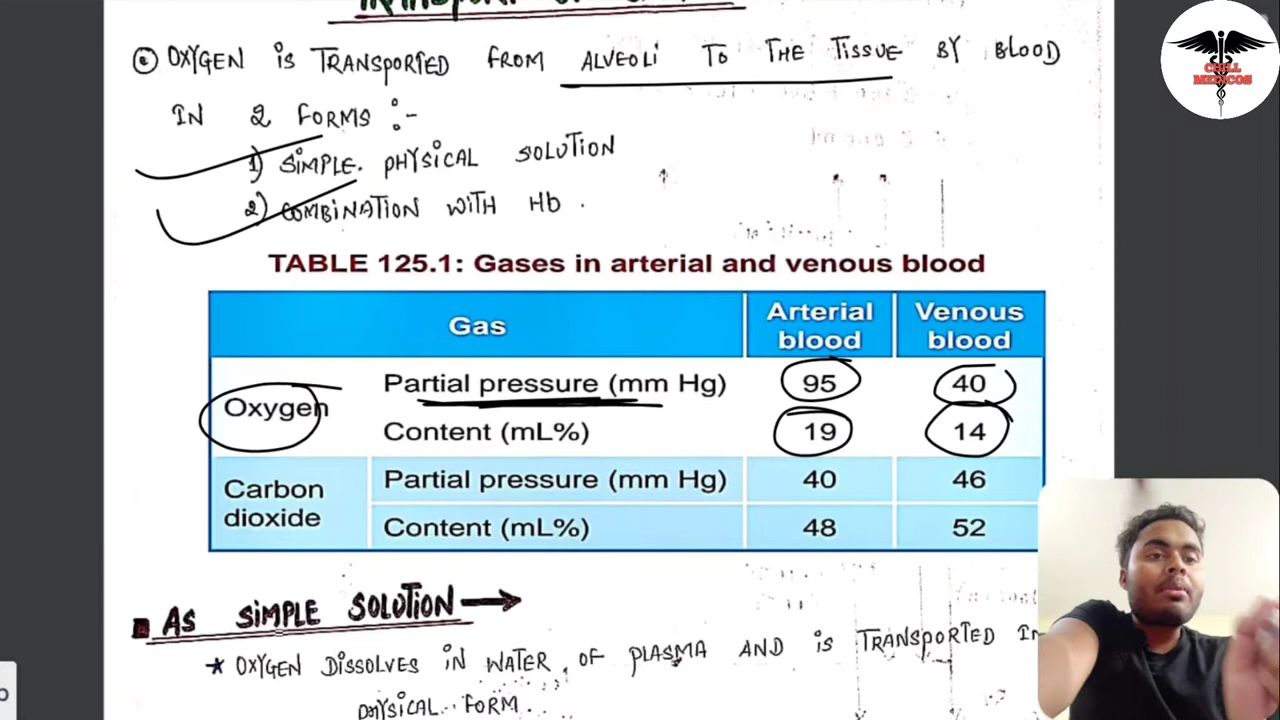 CHILL
MEDICOS
OXYGEN IS TRANSPORTED FROM ALVEOLI TO THE TISSUE BY BLOOD
IN 2 FORMS :-
1) SIMPLE. PHYSICAL SOLUTION
2) COMBINATION WITH Hb .
TABLE 125.1: Gases in arterial and venous blood
Gas Arterial blood Venous blood
Oxygen Partial pressure (mm Hg) 95 40
Content (mL%) 19 14
Carbon dioxide Partial pressure (mm Hg) 40 46
Content (mL%) 48 52
AS SIMPLE SOLUTION →
* OXYGEN DISSOLVES IN WATER OF PLASMA AND IS TRANSPORTED IN
PHYSICAL FORM.